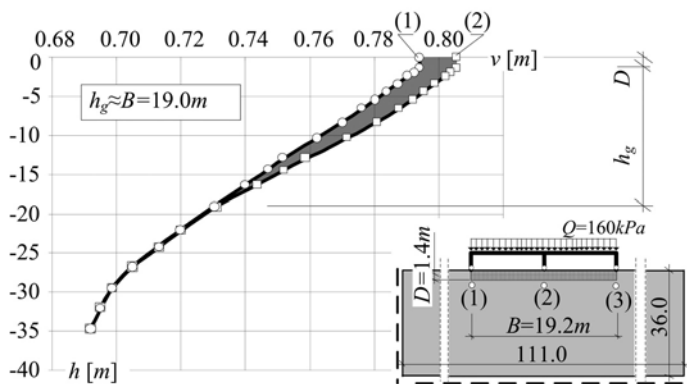 (1) (2)
0.68 0.70 0.72 0.74 0.76 0.78 0.80
v [m]
0
-5
-10
-15
-20
-25
-30
-35
-40
h [m]
hg≈B=19.0m
D
hg
Q=160kPa
D=1.4m
(1) (2) (3)
B=19.2m
111.0
36.0